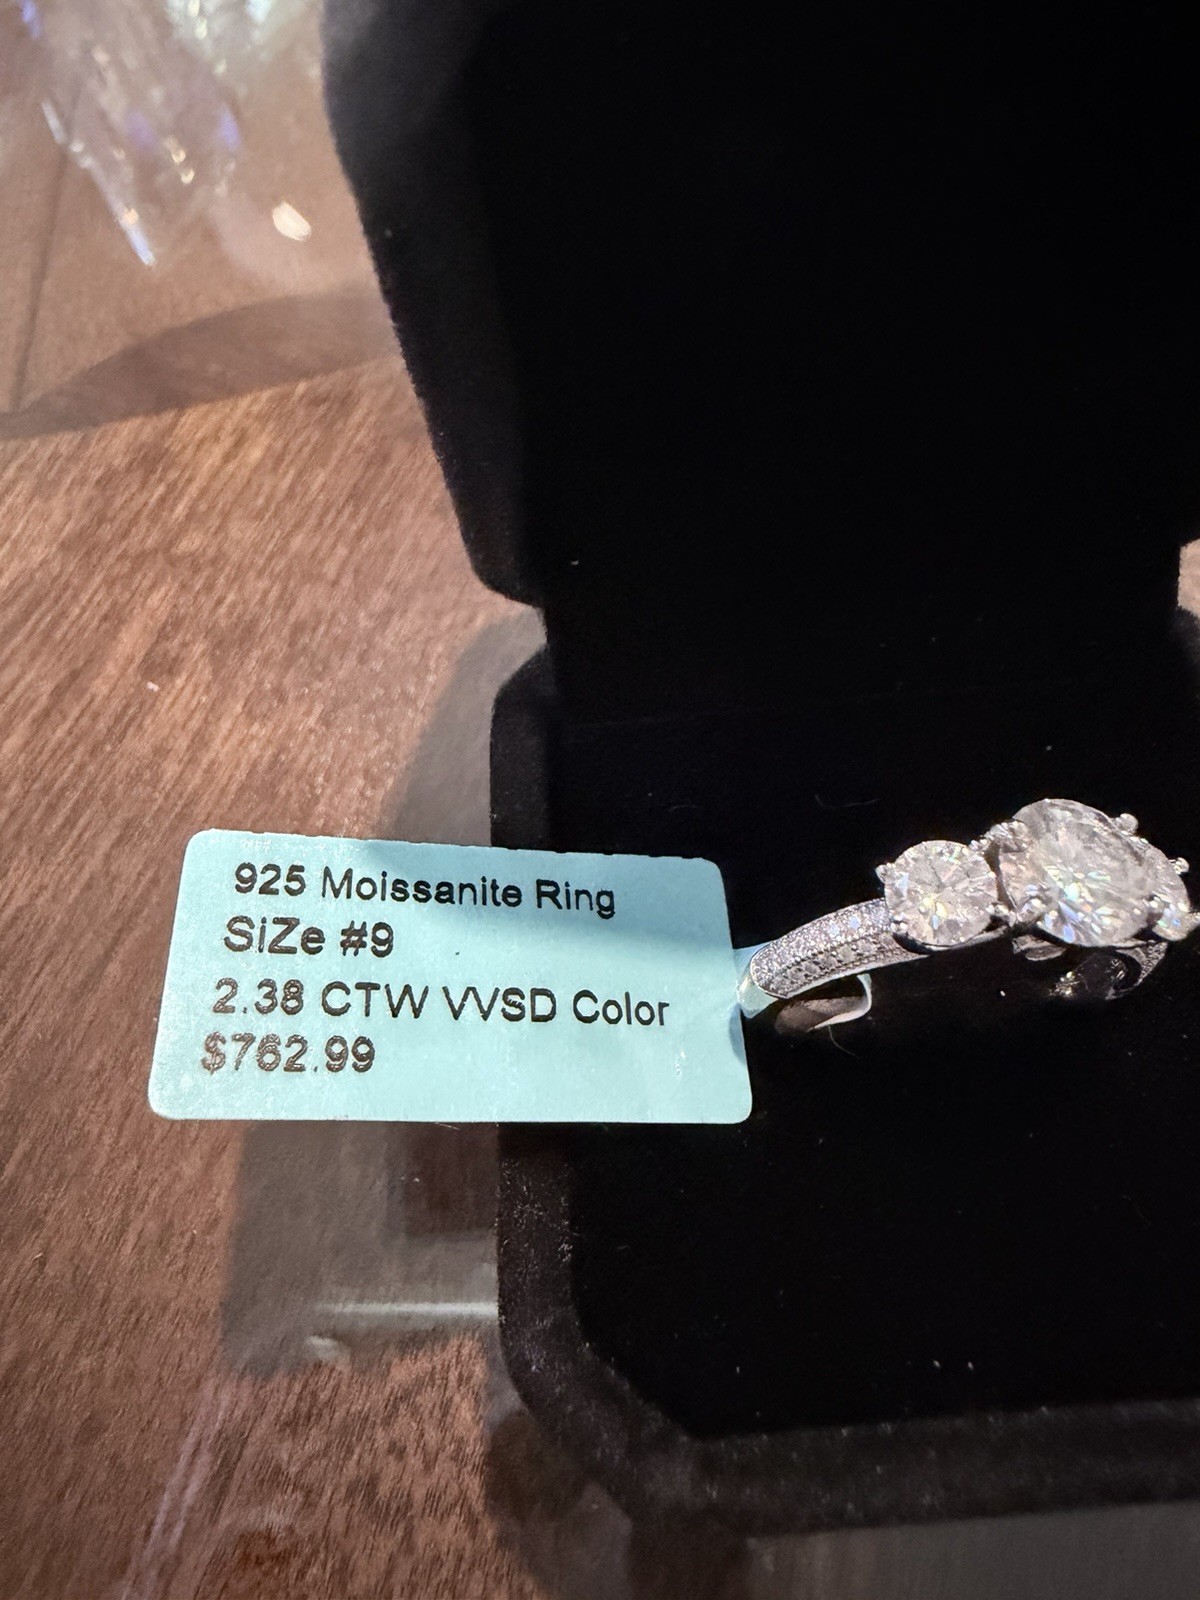 925 Moissanite Ring
SiZe #9
2.38 CTW VVSD Color
$762.99